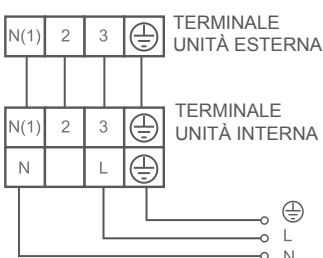 N(1) 2 3 TERMINALE
UNITÀ ESTERNA
N(1) 2 3 TERMINALE
UNITÀ INTERNA
N L
L
N